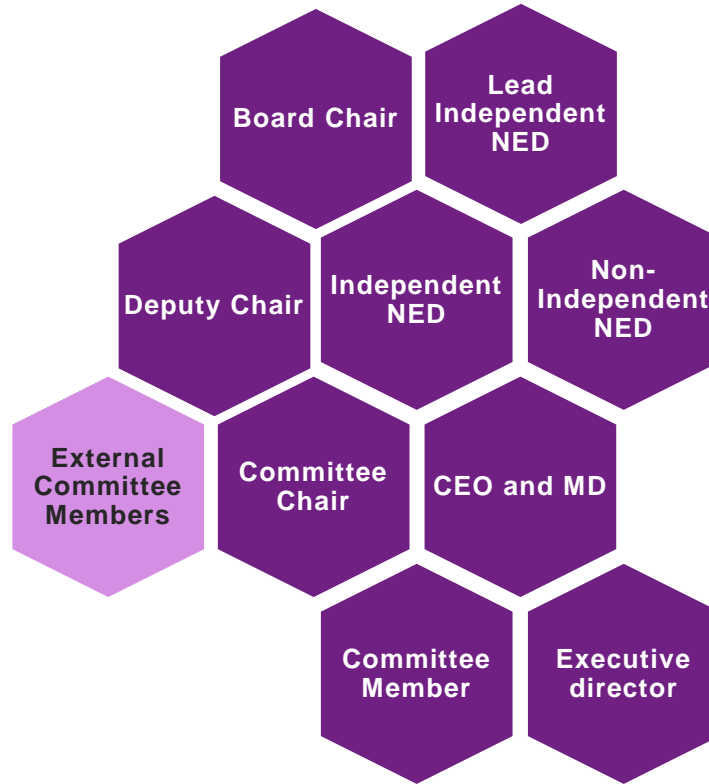 Board Chair
Lead
Independent
NED
Deputy Chair
Independent
NED
Non-
Independent
NED
External
Committee
Members
Committee
Chair
CEO and MD
Committee
Member
Executive
director